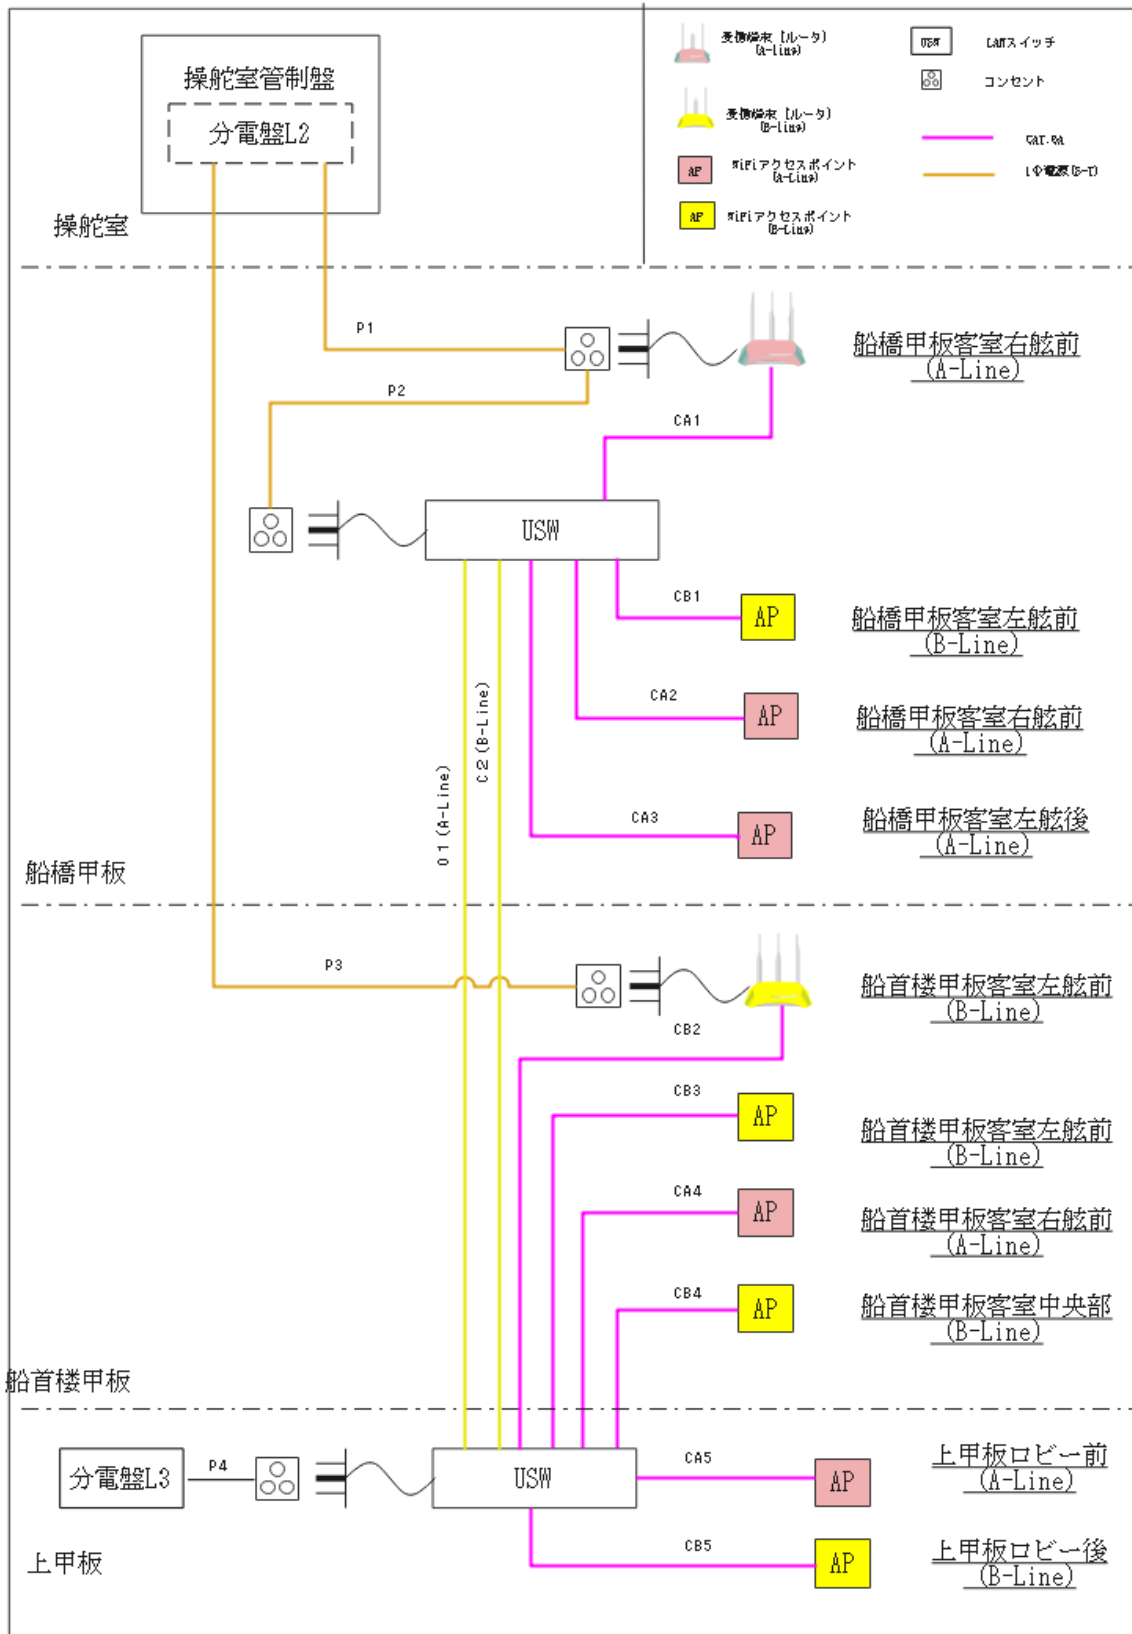 操舵室管制盤
分電盤L2
操舵室
(A-Line)
(B-Line)
AP
WiFiアクセスポイント
(A-Line)
AP
WiFiアクセスポイント
(B-Line)
USW
LANスイッチ
コンセント
CAT.6A
P1
船橋甲板客室右舷前
(A-Line)
P2
CA1
USW
CB1
AP
船橋甲板客室左舷前
(B-Line)
CA2
AP
船橋甲板客室右舷前
(A-Line)
CA3
AP
船橋甲板客室左舷後
(A-Line)
C2(B-Line)
01(A-Line)
船橋甲板
P3
船首楼甲板客室左舷前
(B-Line)
CB2
CB3
AP
船首楼甲板客室左舷前
(B-Line)
CA4
AP
船首楼甲板客室右舷前
(A-Line)
CB4
AP
船首楼甲板客室中央部
(B-Line)
船首楼甲板
分電盤L3
P4
USW
CA5
AP
上甲板ロビー前
(A-Line)
CB5
AP
上甲板ロビー後
(B-Line)
上甲板